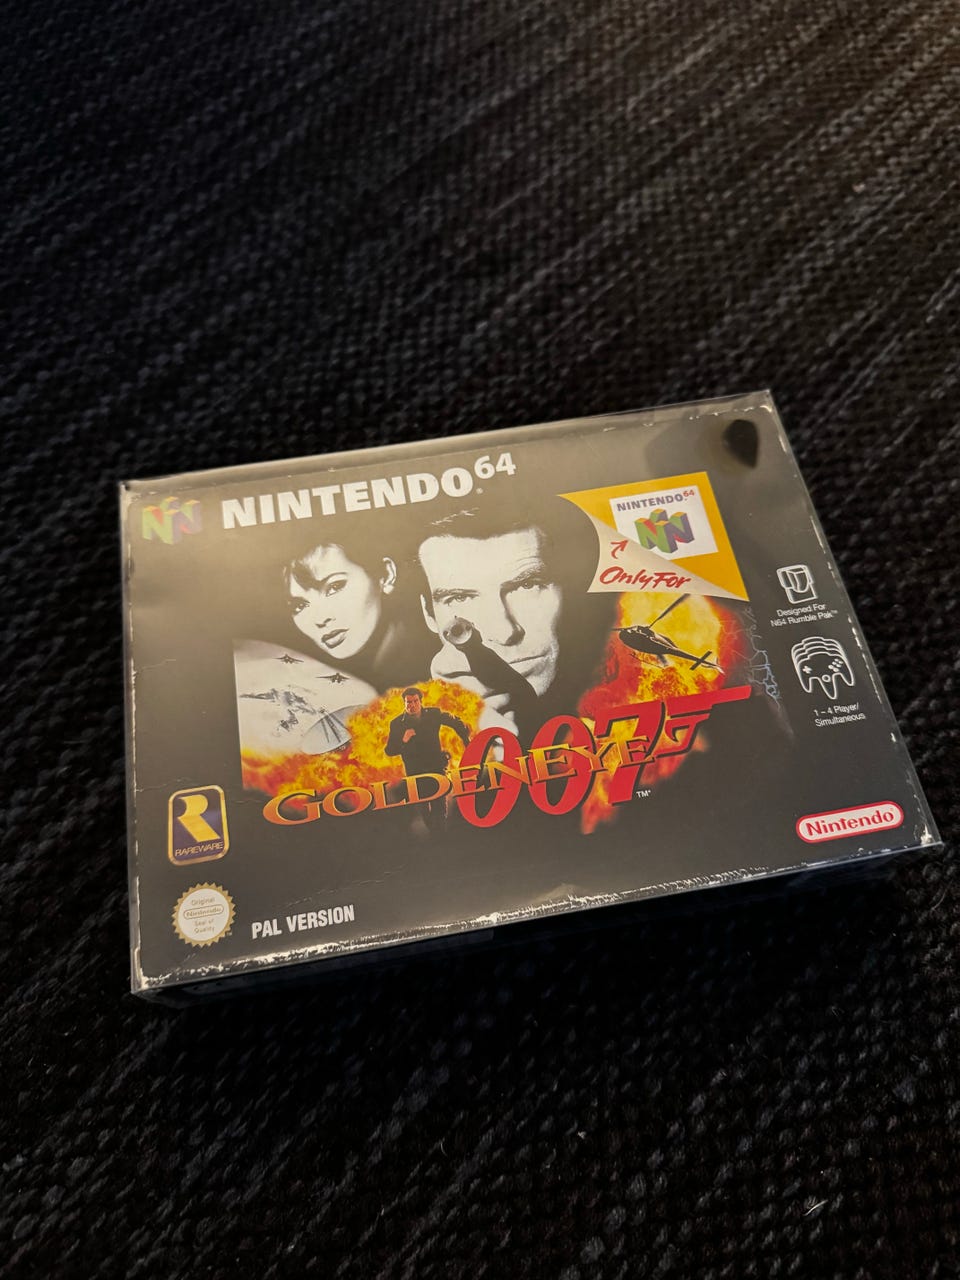 NINTENDO64®
NINTENDO64
Only For
Designed For
N64 Rumble Pak™
1 - 4 Player/
Simultaneous
GOLDENEYE
007
™
RAREWARE
Nintendo®
Original
Nintendo
Seal of
Quality
PAL VERSION